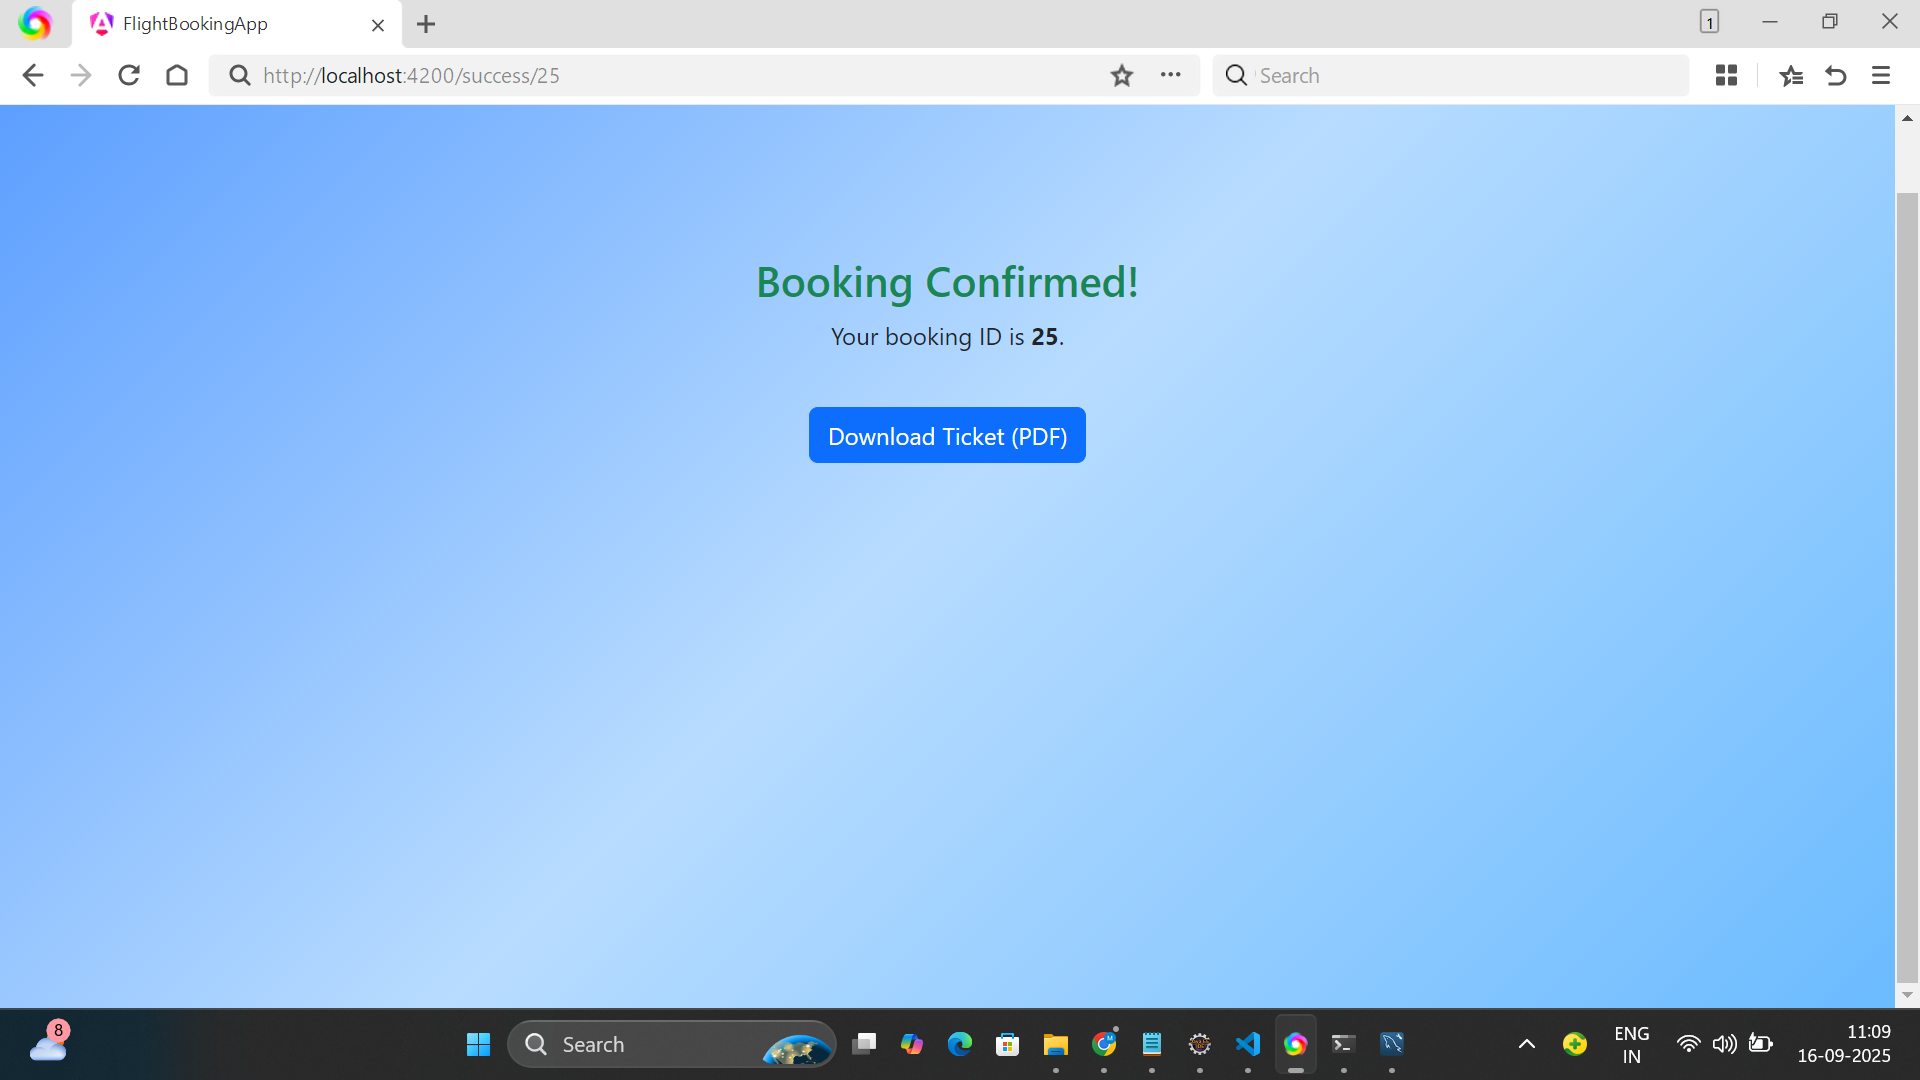 FlightBookingApp
1
http://localhost:4200/success/25
Search
Booking Confirmed!
Your booking ID is 25.
Download Ticket (PDF)
8
Search
ENG
IN
11:09
16-09-2025